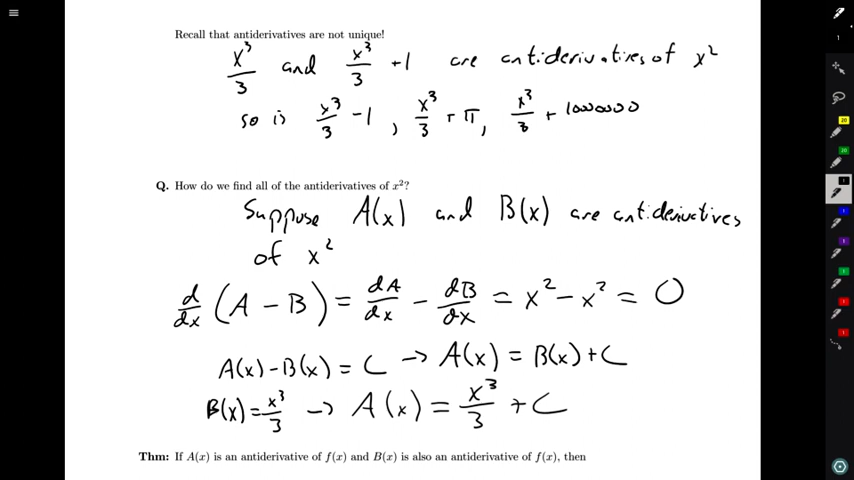 Recall that antiderivatives are not unique!
x³/3 and x³/3 +1 are antiderivatives of x²
so is x³/3 -1, x³/3 + π, x³/3 + 1000000
Q. How do we find all of the antiderivatives of x²?
Suppose A(x) and B(x) are antiderivatives
of x²
d/dx (A - B) = dA/dx - dB/dx = x² - x² = 0
A(x) - B(x) = C → A(x) = B(x) + C
B(x) = x³/3 → A(x) = x³/3 + C
Thm: If A(x) is an antiderivative of f(x) and B(x) is also an antiderivative of f(x), then